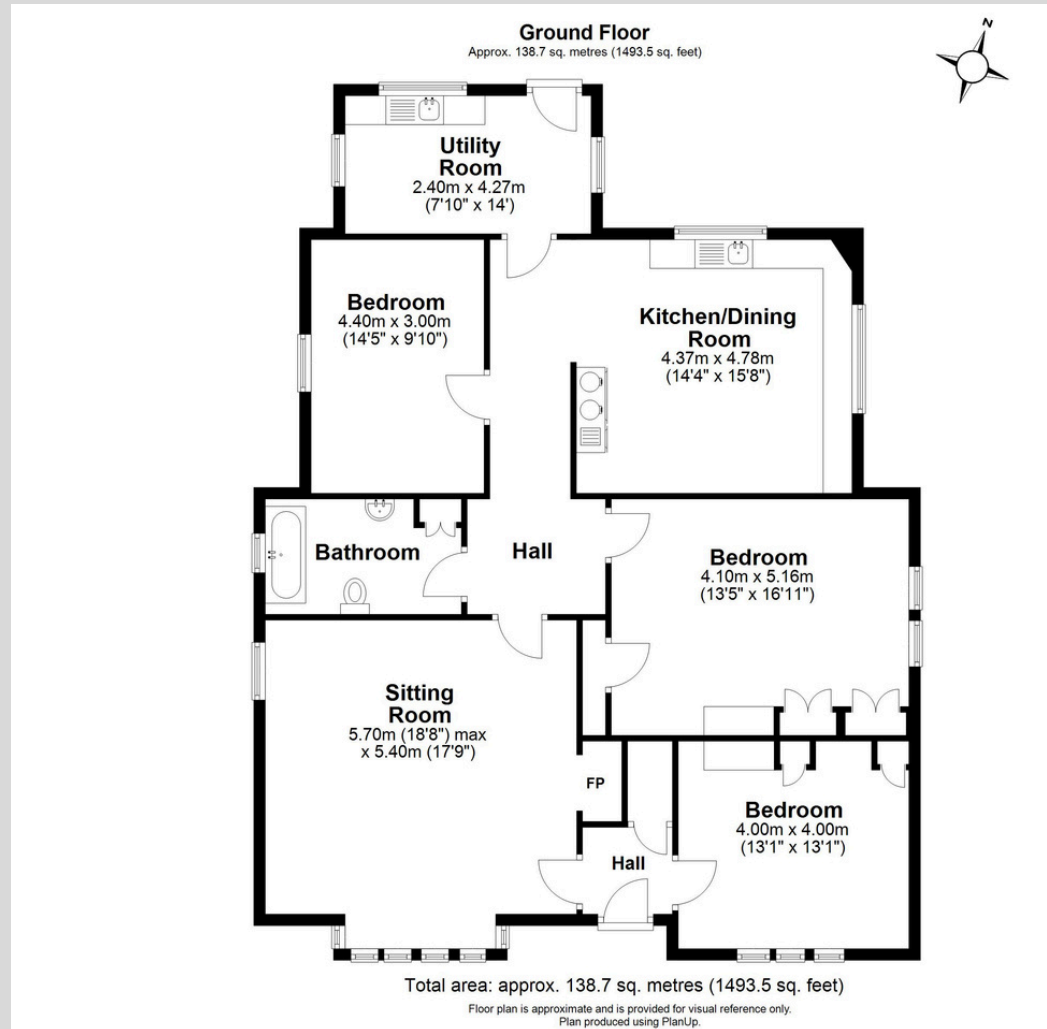 Ground Floor
Approx. 138.7 sq. metres (1493.5 sq. feet)
N
Utility
Room
2.40m x 4.27m
(7'10" x 14')
Bedroom
4.40m x 3.00m
(14'5" x 9'10")
Kitchen/Dining
Room
4.37m x 4.78m
(14'4" x 15'8")
Bathroom
Hall
Bedroom
4.10m x 5.16m
(13'5" x 16'11")
Sitting
Room
5.70m (18'8") max
x 5.40m (17'9")
FP
Hall
Bedroom
4.00m x 4.00m
(13'1" x 13'1")
Total area: approx. 138.7 sq. metres (1493.5 sq. feet)
Floor plan is approximate and is provided for visual reference only.
Plan produced using PlanUp.